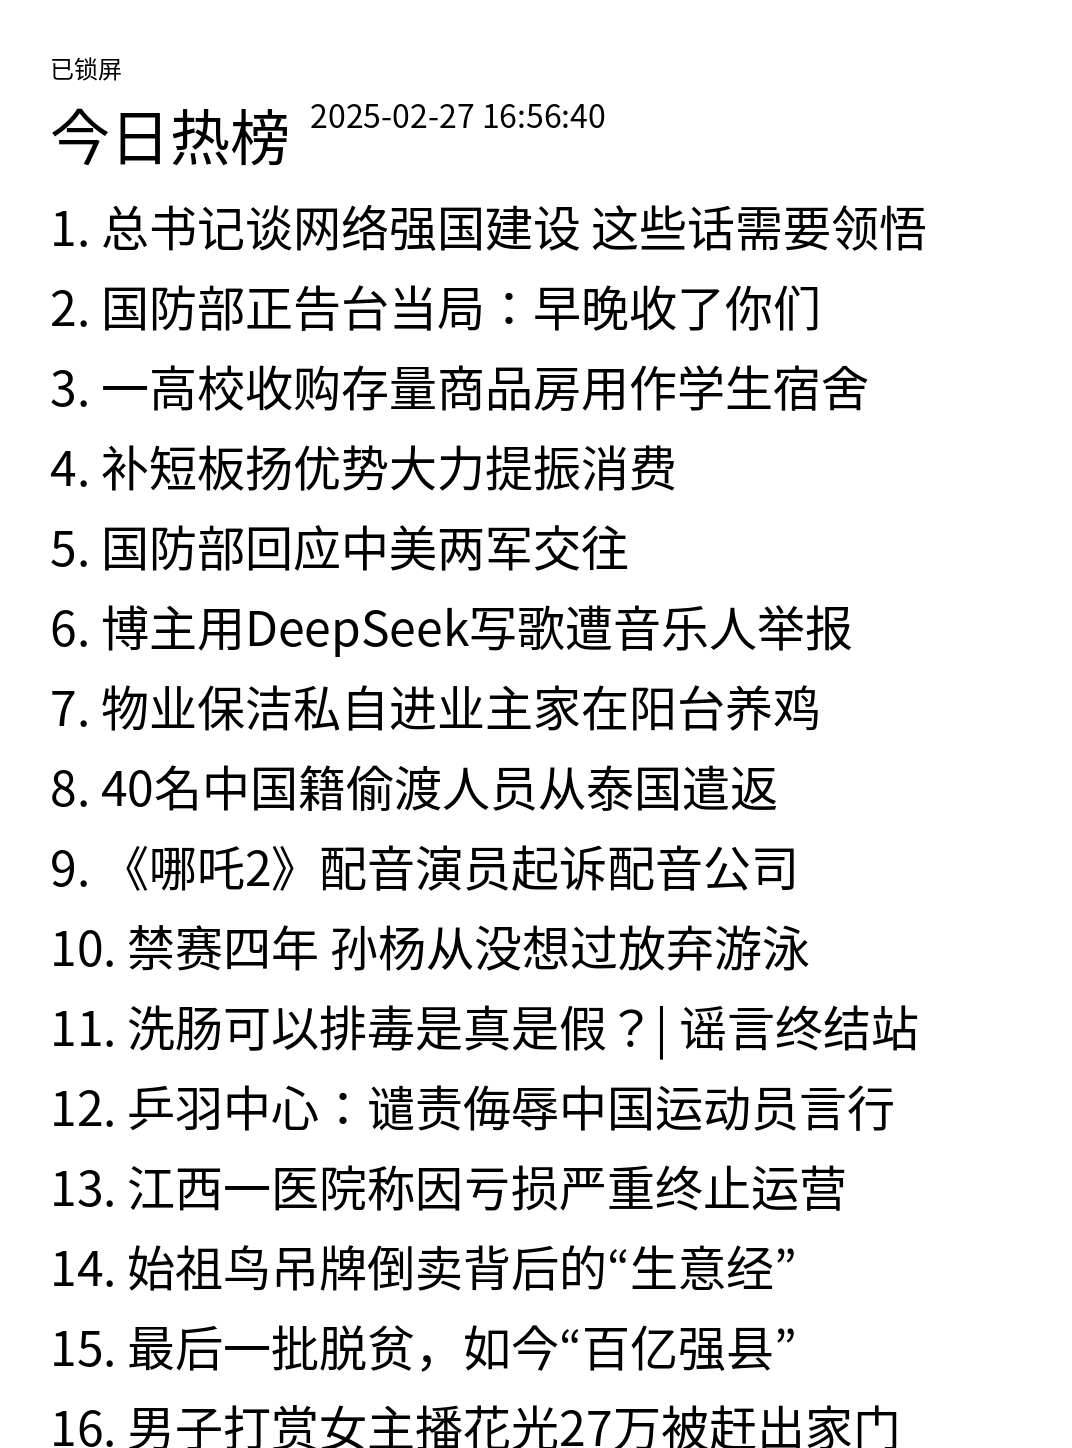 已锁屏
今日热榜 2025-02-27 16:56:40
1. 总书记谈网络强国建设 这些话需要领悟
2. 国防部正告台当局：早晚收了你们
3. 一高校收购存量商品房用作学生宿舍
4. 补短板扬优势大力提振消费
5. 国防部回应中美两军交往
6. 博主用DeepSeek写歌遭音乐人举报
7. 物业保洁私自进业主家在阳台养鸡
8. 40名中国籍偷渡人员从泰国遣返
9. 《哪吒2》配音演员起诉配音公司
10. 禁赛四年 孙杨从没想过放弃游泳
11. 洗肠可以排毒是真是假？| 谣言终结站
12. 乒羽中心：谴责侮辱中国运动员言行
13. 江西一医院称因亏损严重终止运营
14. 始祖鸟吊牌倒卖背后的“生意经”
15. 最后一批脱贫，如今“百亿强县”
16. 男子打赏女主播花光27万被赶出家门